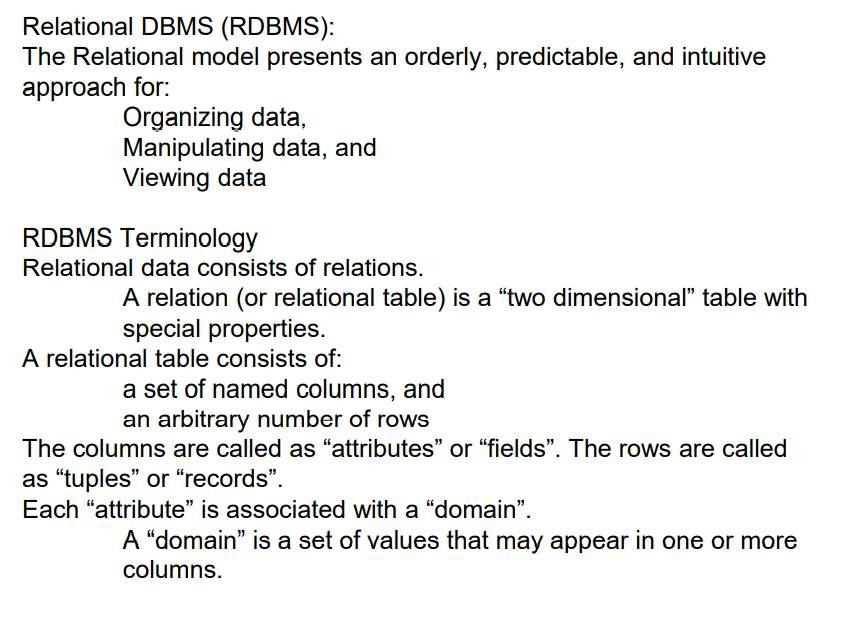 Relational DBMS (RDBMS):
The Relational model presents an orderly, predictable, and intuitive
approach for:
Organizing data,
Manipulating data, and
Viewing data
RDBMS Terminology
Relational data consists of relations.
A relation (or relational table) is a “two dimensional” table with
special properties.
A relational table consists of:
a set of named columns, and
an arbitrary number of rows
The columns are called as “attributes” or “fields”. The rows are called
as “tuples” or “records”.
Each “attribute” is associated with a “domain”.
A “domain” is a set of values that may appear in one or more
columns.